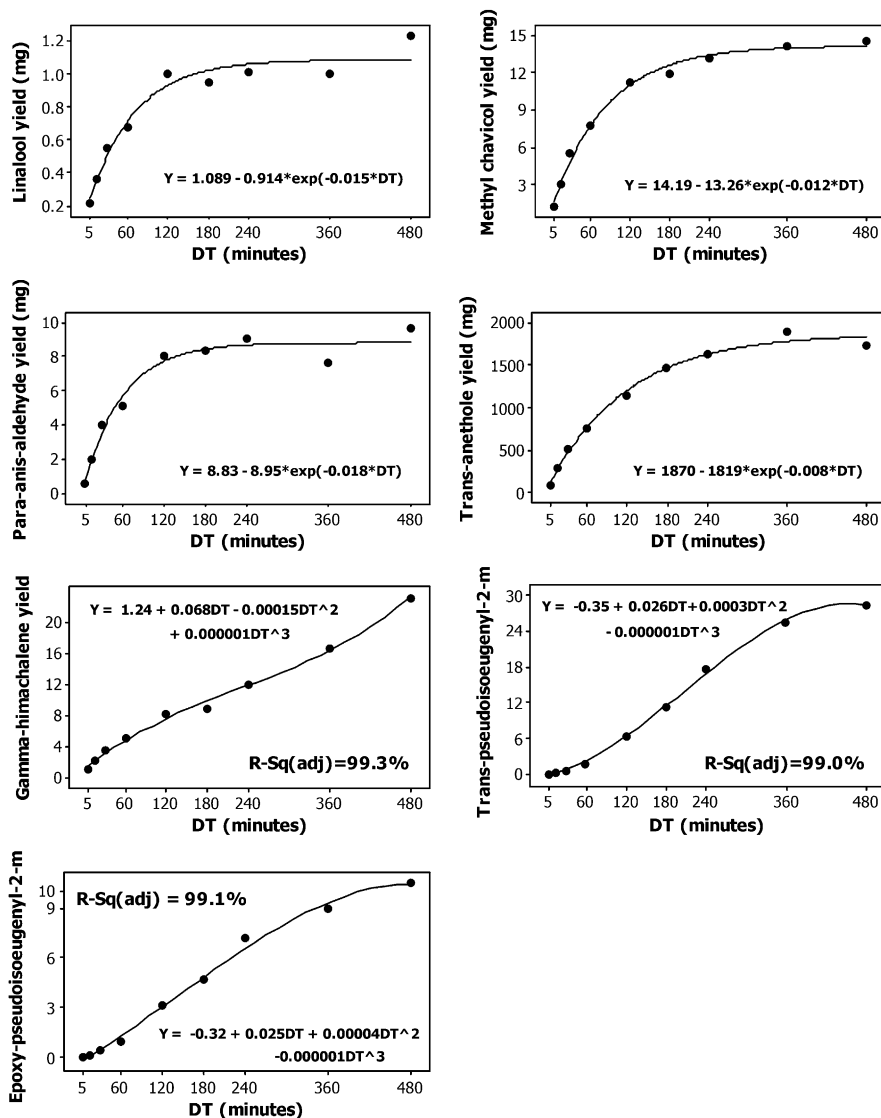 Linalool yield (mg)
1.2
1.0
0.8
0.6
0.4
0.2
Y = 1.089 - 0.914*exp(-0.015*DT)
5 60 120 180 240 360 480
DT (minutes)
Methyl chavicol yield (mg)
15
12
9
6
3
Y = 14.19 - 13.26*exp(-0.012*DT)
5 60 120 180 240 360 480
DT (minutes)
Para-anis-aldehyde yield (mg)
10
8
6
4
2
0
Y = 8.83 - 8.95*exp(-0.018*DT)
5 60 120 180 240 360 480
DT (minutes)
Trans-anethole yield (mg)
2000
1500
1000
500
0
Y = 1870 - 1819*exp(-0.008*DT)
5 60 120 180 240 360 480
DT (minutes)
Gamma-himachalene yield
20
16
12
8
4
0
Y = 1.24 + 0.068DT - 0.00015DT^2
+ 0.000001DT^3
R-Sq(adj)=99.3%
5 60 120 180 240 360 480
DT (minutes)
Trans-pseudoisoeugenyl-2-m
30
24
18
12
6
0
Y = -0.35 + 0.026DT+0.0003DT^2
- 0.000001DT^3
R-Sq(adj)=99.0%
5 60 120 180 240 360 480
DT (minutes)
Epoxy-pseudoisoeugenyl-2-m
10
9
6
3
0
R-Sq(adj) = 99.1%
Y = -0.32 + 0.025DT + 0.00004DT^2
-0.000001DT^3
5 60 120 180 240 360 480
DT (minutes)